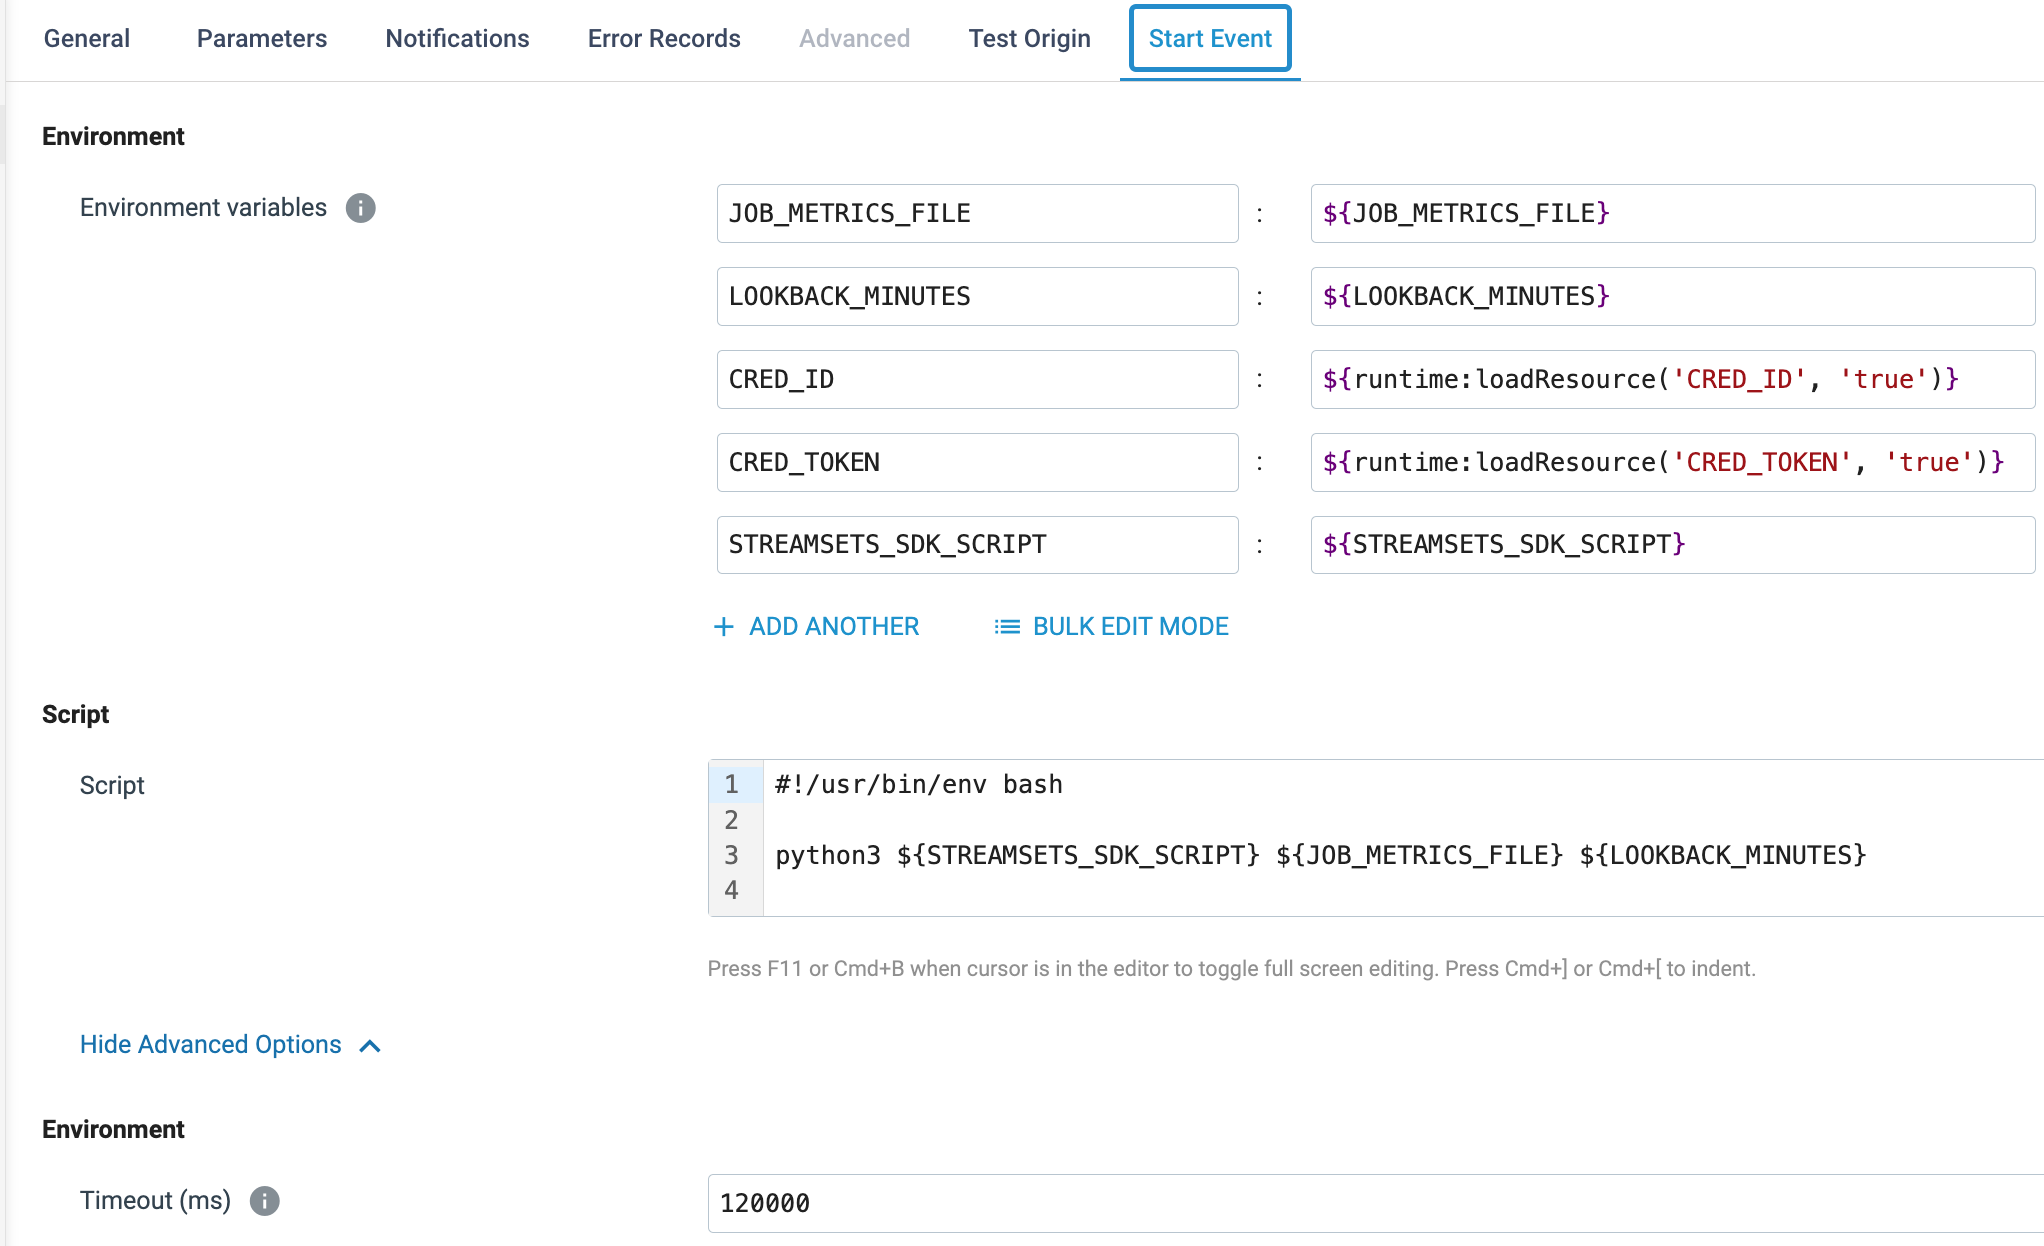 General Parameters Notifications Error Records Advanced Test Origin Start Event
Environment
Environment variables
JOB_METRICS_FILE : ${JOB_METRICS_FILE}
LOOKBACK_MINUTES : ${LOOKBACK_MINUTES}
CRED_ID : ${runtime:loadResource('CRED_ID', 'true')}
CRED_TOKEN : ${runtime:loadResource('CRED_TOKEN', 'true')}
STREAMSETS_SDK_SCRIPT : ${STREAMSETS_SDK_SCRIPT}
+ ADD ANOTHER BULK EDIT MODE
Script
Script
1 #!/usr/bin/env bash
2
3 python3 ${STREAMSETS_SDK_SCRIPT} ${JOB_METRICS_FILE} ${LOOKBACK_MINUTES}
4
Press F11 or Cmd+B when cursor is in the editor to toggle full screen editing. Press Cmd+] or Cmd+[ to indent.
Hide Advanced Options
Environment
Timeout (ms) 120000